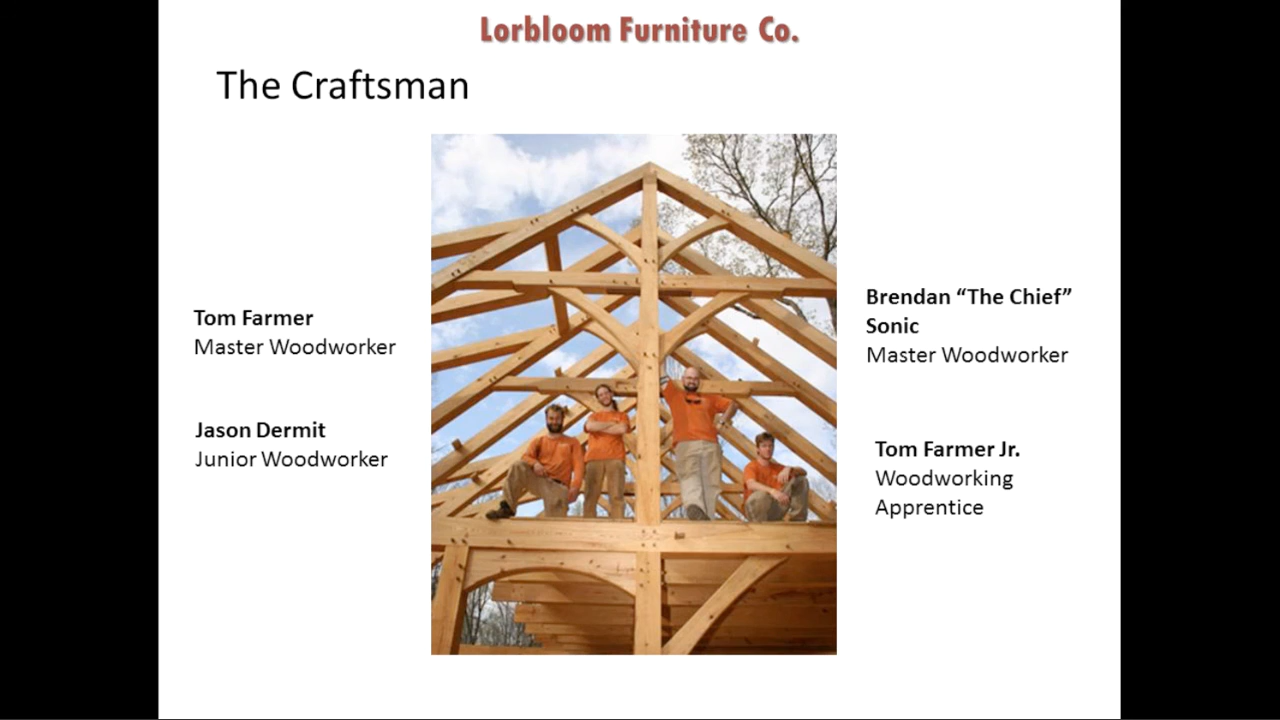 Lorbloom Furniture Co.
The Craftsman
Tom Farmer
Master Woodworker
Jason Dermit
Junior Woodworker
Brendan “The Chief”
Sonic
Master Woodworker
Tom Farmer Jr.
Woodworking
Apprentice